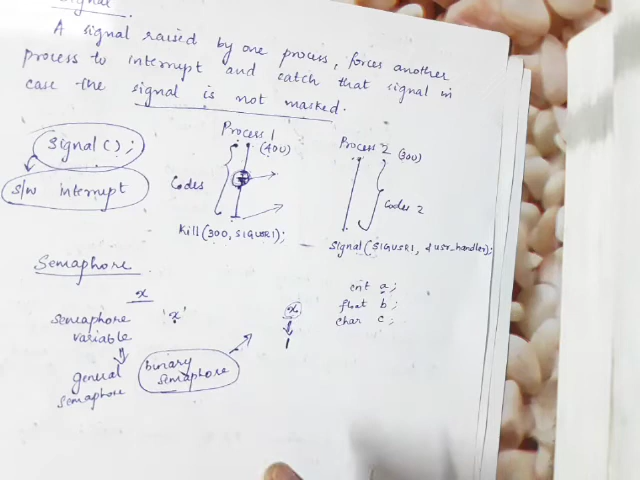 Signal.
A signal raised by one process, forces another
process to interrupt and catch that signal in
case the signal is not masked.
Signal();
s/w interrupt
Process 1
(400)
Codes
Kill(300, SIGUSR1);
Process 2
(300)
Codes 2
Signal(SIGUSR1, &usr_handler);
Semaphore
x
semaphore
variable
'x'
general
semaphore
binary
semaphore
x
1
int a;
float b;
char c;